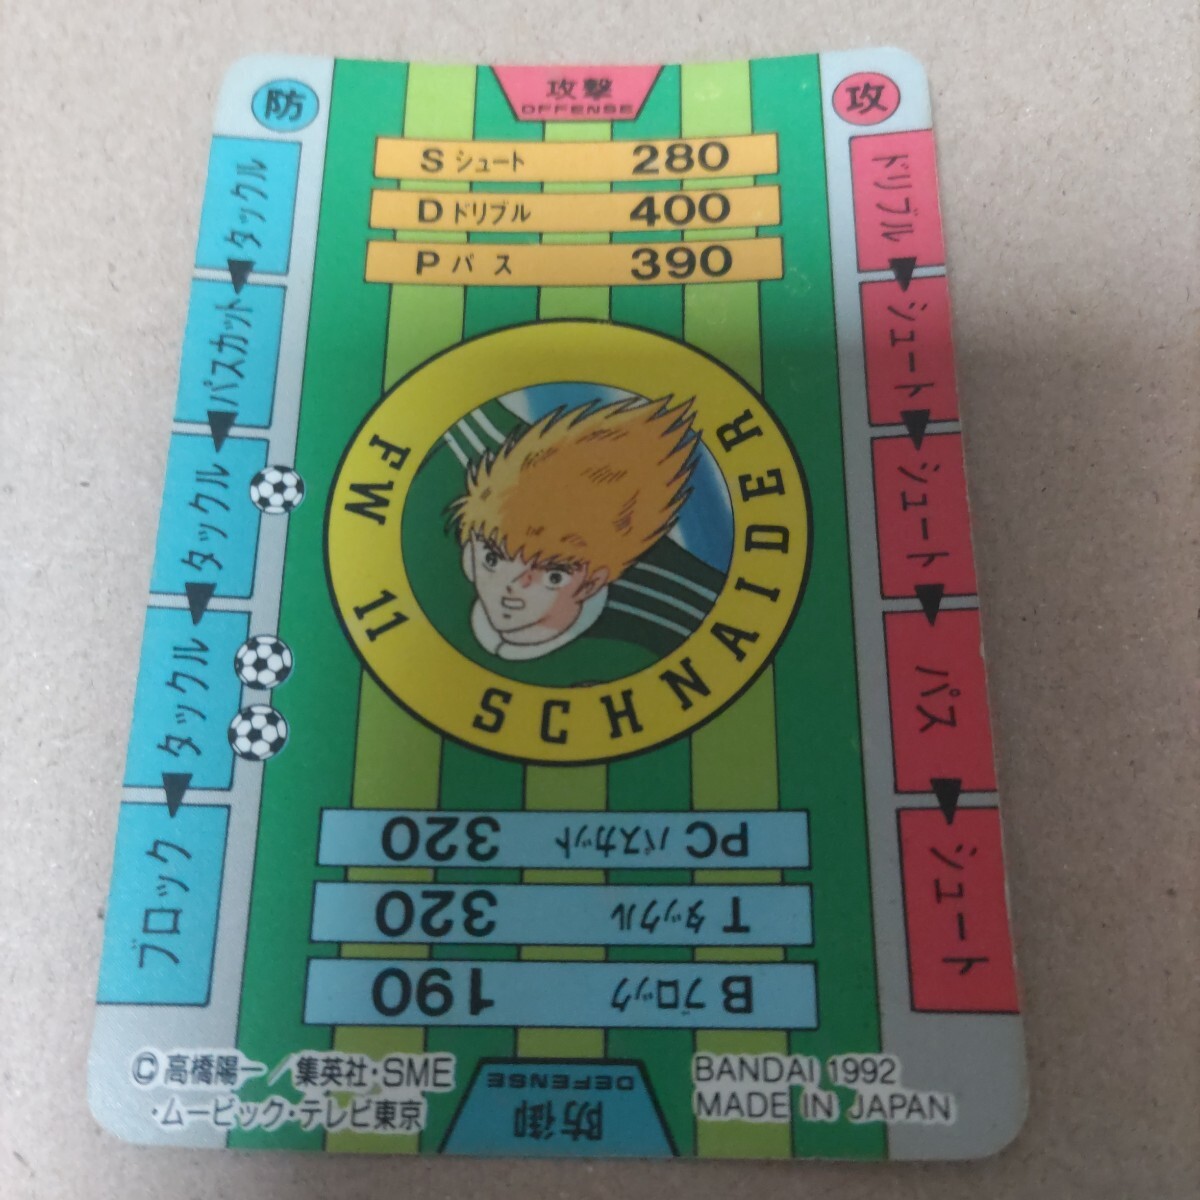 防
攻撃
OFFENSE
攻
S シュート 280
D ドリブル 400
P パス 390
タックル
パスカット
タックル
タックル
ブロック
ドリブル
シュート
シュート
パス
シュート
FW 11 SCHNAIDER
PC パスカット 320
T タックル 320
B ブロック 190
防御
DEFENSE
©高橋陽一/集英社・SME
・ムービック・テレビ東京
BANDAI 1992
MADE IN JAPAN